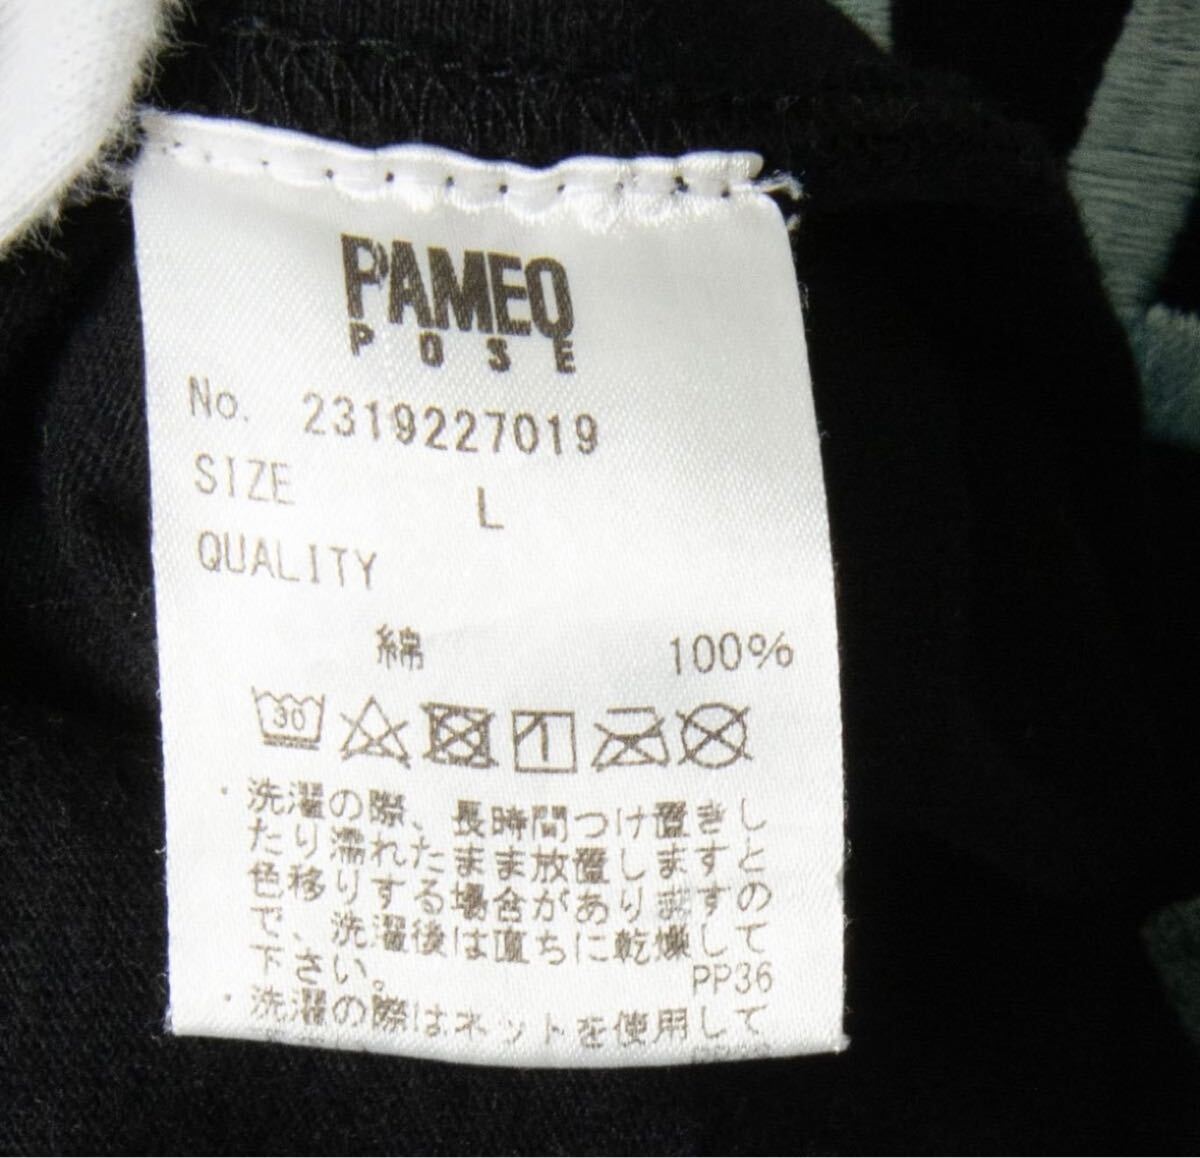 PAMEO
POSE
No. 2319227019
SIZE L
QUALITY
綿 100%
30
・洗濯の際、長時間つけ置きし
たり濡れたまま放置しますと
色移りする場合がありますの
で、洗濯後は直ちに乾燥して
下さい。 PP36
・洗濯の際はネットを使用して